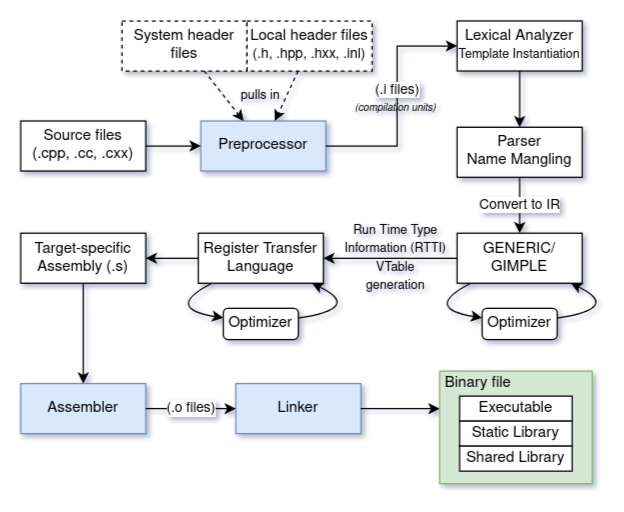 System header
files
Local header files
(.h, .hpp, .hxx, .inl)
Lexical Analyzer
Template Instantiation
pulls in
(.i files)
(compilation units)
Source files
(.cpp, .cc, .cxx)
Preprocessor
Parser
Name Mangling
Convert to IR
Target-specific
Assembly (.s)
Register Transfer
Language
Run Time Type
Information (RTTI)
VTable
generation
GENERIC/
GIMPLE
Optimizer
Optimizer
Assembler
(.o files)
Linker
Binary file
Executable
Static Library
Shared Library